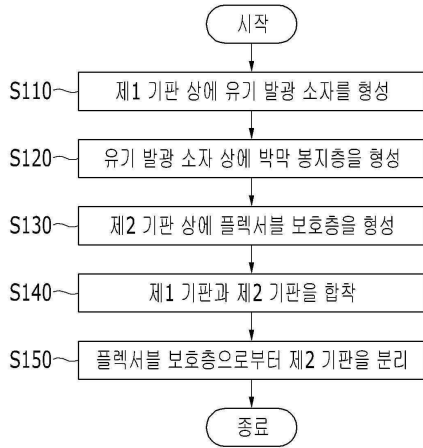 시작
S110 제1 기판 상에 유기 발광 소자를 형성
S120 유기 발광 소자 상에 박막 봉지층을 형성
S130 제2 기판 상에 플렉서블 보호층을 형성
S140 제1 기판과 제2 기판을 합착
S150 플렉서블 보호층으로부터 제2 기판을 분리
종료